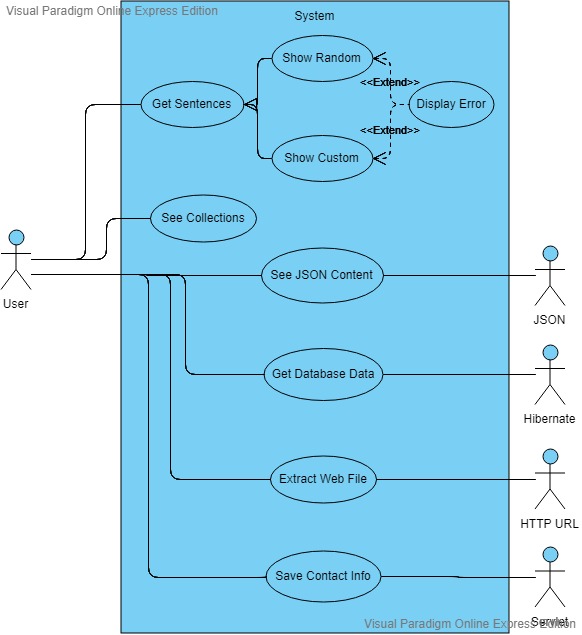 Visual Paradigm Online Express Edition
System
Show Random
<<Extend>>
Get Sentences
Display Error
<<Extend>>
Show Custom
See Collections
User
See JSON Content
JSON
Get Database Data
Hibernate
Extract Web File
HTTP URL
Save Contact Info
Servlet
Visual Paradigm Online Express Edition